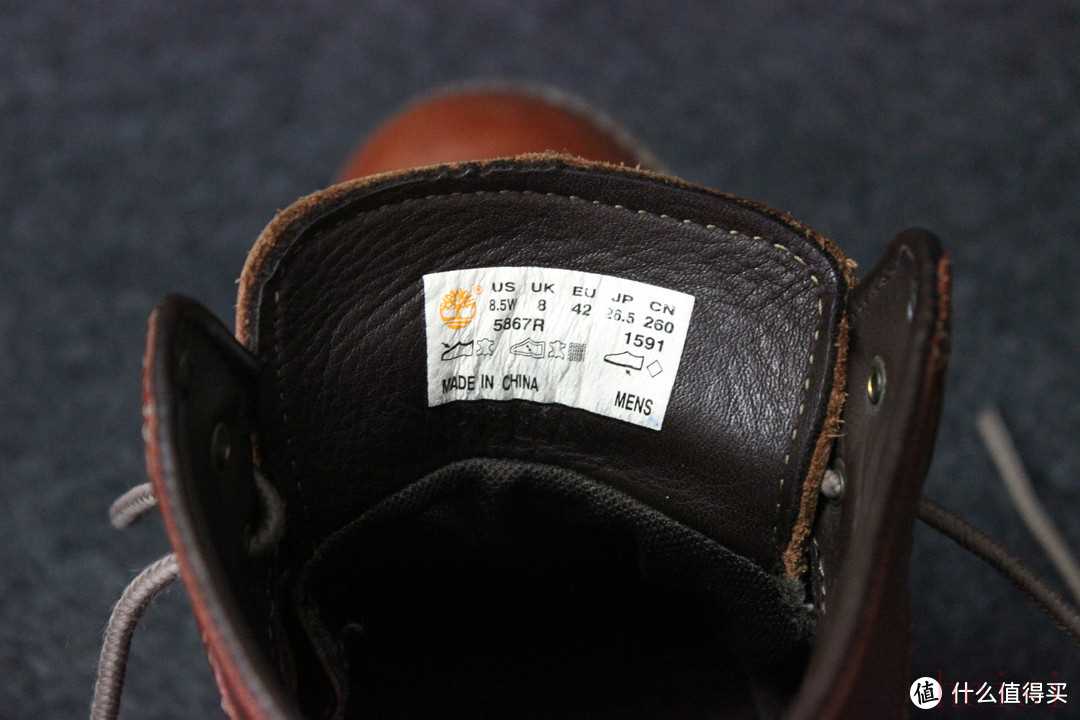 US UK EU JP CN
8.5W 8 42 26.5 260
5867R 1591
MADE IN CHINA MENS
值 什么值得买